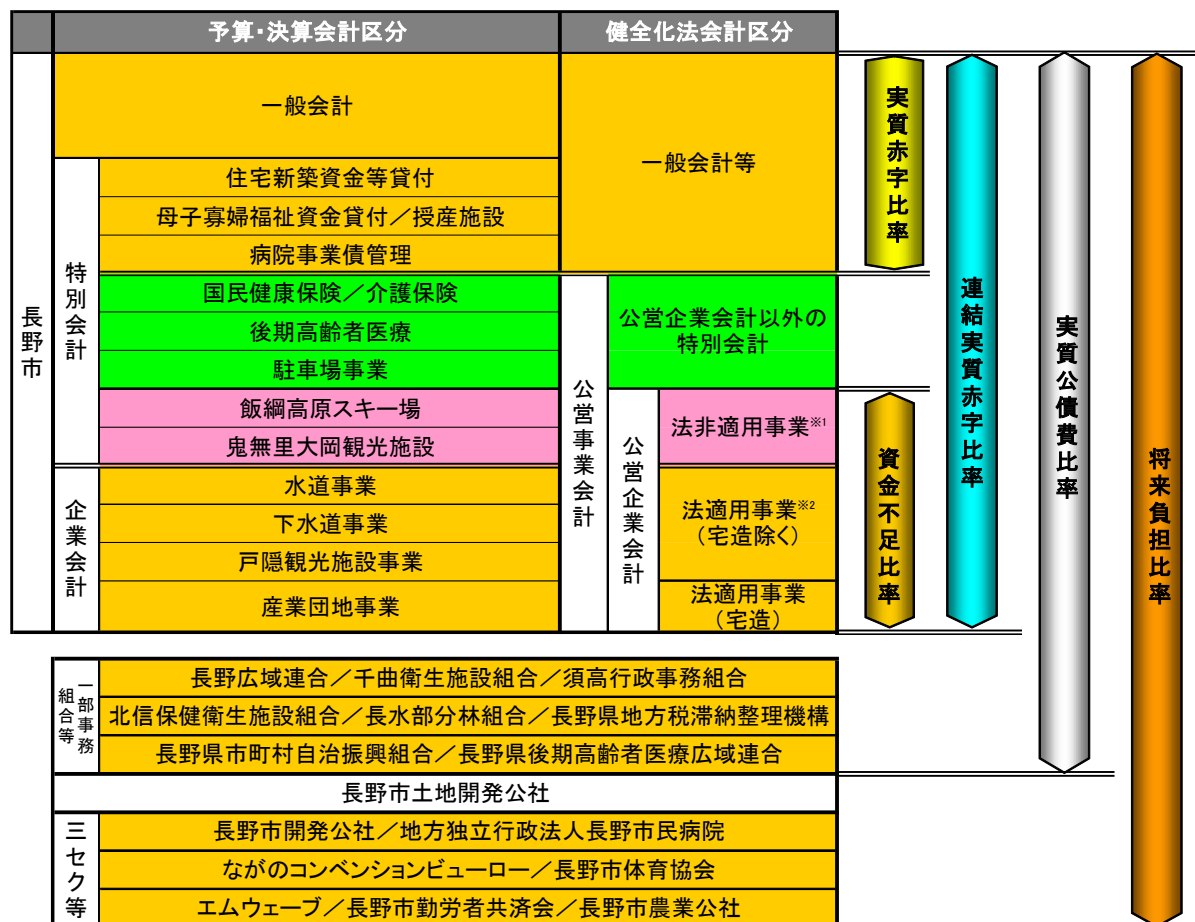 予算・決算会計区分
健全化法会計区分
長野市
一般会計
一般会計等
特別会計
住宅新築資金等貸付
母子寡婦福祉資金貸付／授産施設
病院事業債管理
国民健康保険／介護保険
後期高齢者医療
駐車場事業
公営事業会計
公営企業会計以外の
特別会計
飯綱高原スキー場
鬼無里大岡観光施設
公営企業会計
法非適用事業※1
企業会計
水道事業
下水道事業
戸隠観光施設事業
産業団地事業
法適用事業※2
（宅造除く）
法適用事業
（宅造）
実質赤字比率
資金不足比率
連結実質赤字比率
実質公債費比率
将来負担比率
一部事務
組合等
長野広域連合／千曲衛生施設組合／須高行政事務組合
北信保健衛生施設組合／長水部分林組合／長野県地方税滞納整理機構
長野県市町村自治振興組合／長野県後期高齢者医療広域連合
長野市土地開発公社
三セク等
長野市開発公社／地方独立行政法人長野市民病院
ながのコンベンションビューロー／長野市体育協会
エムウェーブ／長野市勤労者共済会／長野市農業公社